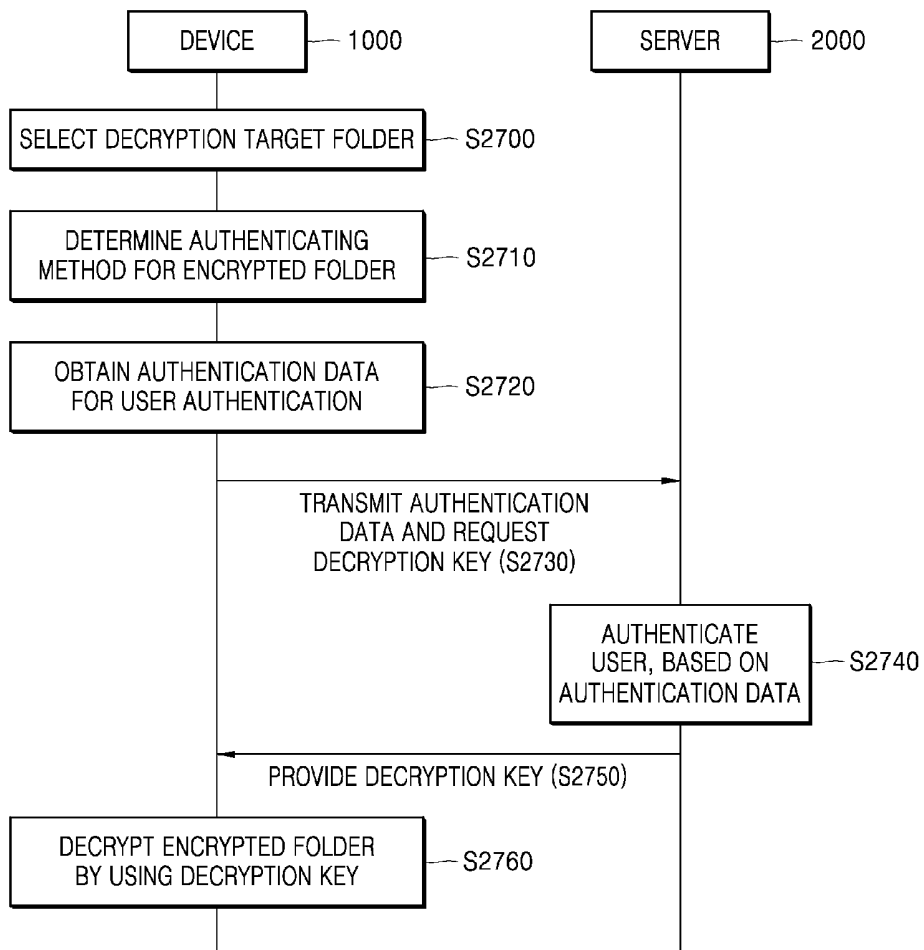 DEVICE
1000
SERVER
2000
SELECT DECRYPTION TARGET FOLDER
S2700
DETERMINE AUTHENTICATING
METHOD FOR ENCRYPTED FOLDER
S2710
OBTAIN AUTHENTICATION DATA
FOR USER AUTHENTICATION
S2720
TRANSMIT AUTHENTICATION
DATA AND REQUEST
DECRYPTION KEY (S2730)
AUTHENTICATE
USER, BASED ON
AUTHENTICATION DATA
S2740
PROVIDE DECRYPTION KEY (S2750)
DECRYPT ENCRYPTED FOLDER
BY USING DECRYPTION KEY
S2760